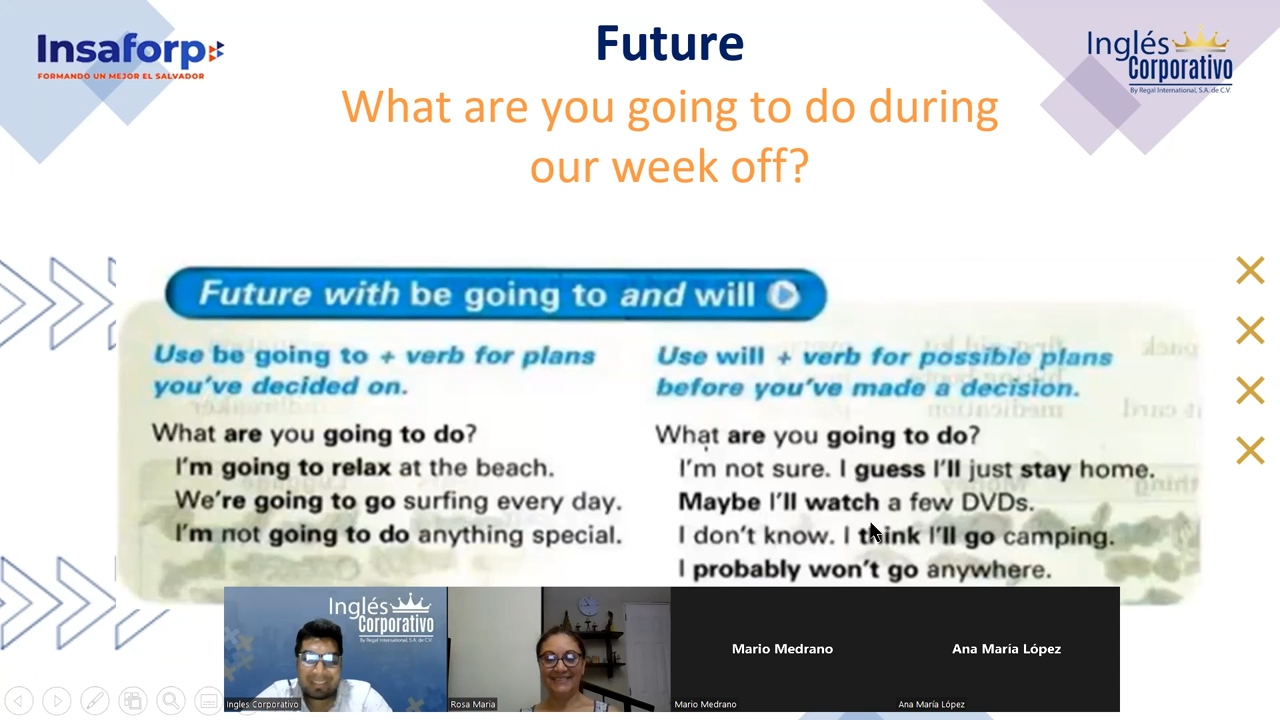 Insaforp
FORMANDO UN MEJOR EL SALVADOR
Future
What are you going to do during
our week off?
Inglés
Corporativo
By Regal International, S.A. de C.V.
Future with be going to and will
Use be going to + verb for plans
you've decided on.
What are you going to do?
I'm going to relax at the beach.
We're going to go surfing every day.
I'm not going to do anything special.
Use will + verb for possible plans
before you've made a decision.
What are you going to do?
I'm not sure. I guess I'll just stay home.
Maybe I'll watch a few DVDs.
I don't know. I think I'll go camping.
I probably won't go anywhere.
Inglés
Corporativo
By Regal International, S.A. de C.V.
Ingles Corporativo
Rosa Maria
Mario Medrano
Mario Medrano
Ana María López
Ana María López